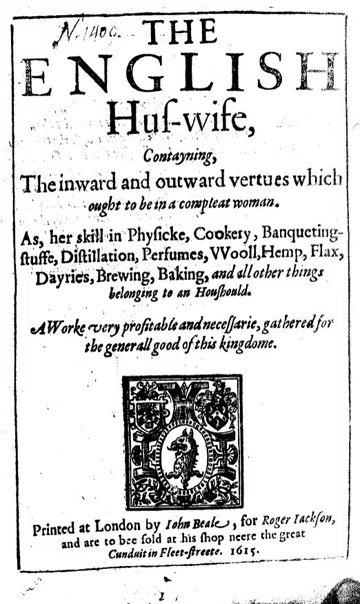 N. 1400.
THE
ENGLISH
Huſ-wife,
Contayning,
The inward and outward vertues which
ought to be in a compleat woman.
As, her skill in Phyſicke, Cookery, Banqueting-
ſtuffe, Diſtillation, Perfumes, VVooll, Hemp, Flax,
Dayries, Brewing, Baking, and all other things
belonging to an Houſhould.
A Worke very profitable and neceſſarie, gathered for
the generall good of this kingdome.
Printed at London by Iohn Beale, for Roger Iackſon,
and are to bee ſold at his ſhop neere the great
Cunduit in Fleet-ſtreete. 1615.